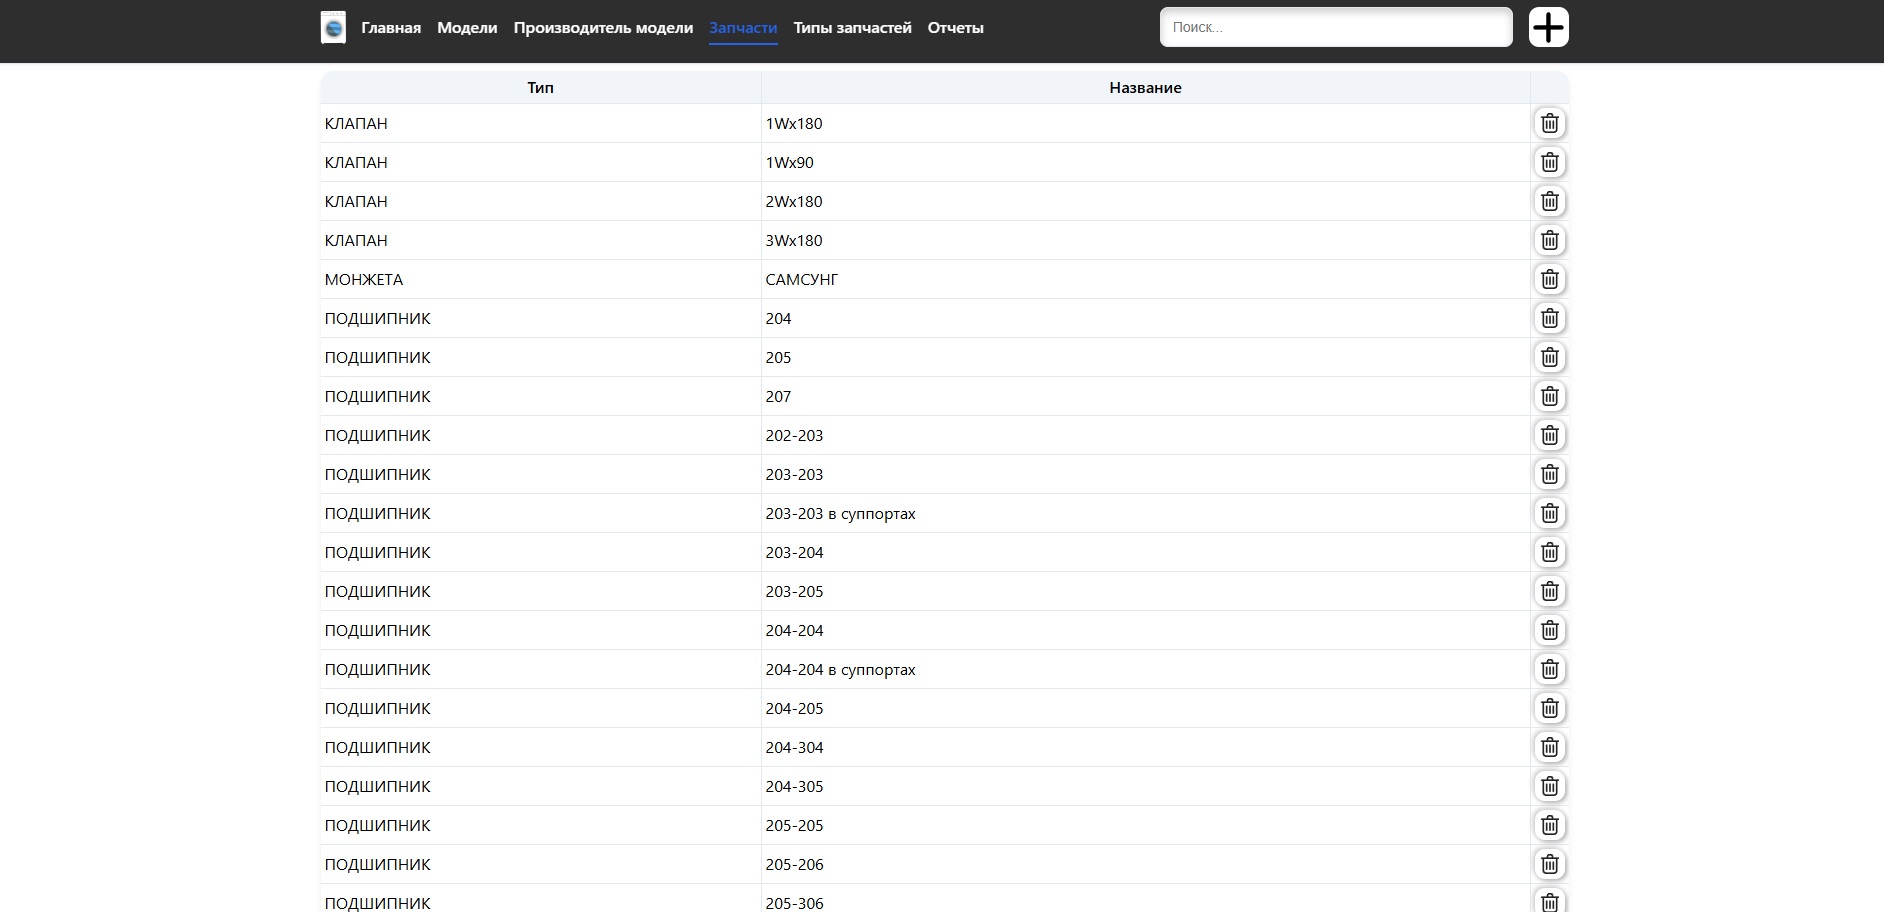 Главная Модели Производитель модели Запчасти Типы запчастей Отчеты Поиск...
Тип Название
КЛАПАН 1Wx180
КЛАПАН 1Wx90
КЛАПАН 2Wx180
КЛАПАН 3Wx180
МОНЖЕТА САМСУНГ
ПОДШИПНИК 204
ПОДШИПНИК 205
ПОДШИПНИК 207
ПОДШИПНИК 202-203
ПОДШИПНИК 203-203
ПОДШИПНИК 203-203 в суппортах
ПОДШИПНИК 203-204
ПОДШИПНИК 203-205
ПОДШИПНИК 204-204
ПОДШИПНИК 204-204 в суппортах
ПОДШИПНИК 204-205
ПОДШИПНИК 204-304
ПОДШИПНИК 204-305
ПОДШИПНИК 205-205
ПОДШИПНИК 205-206
ПОДШИПНИК 205-306